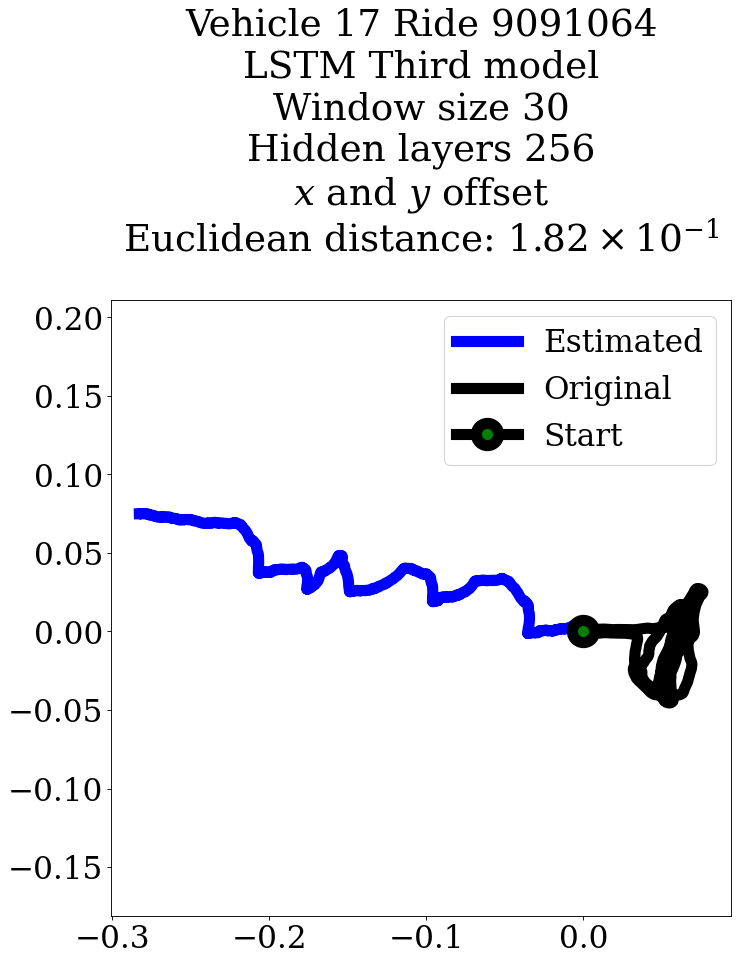 Vehicle 17 Ride 9091064
LSTM Third model
Window size 30
Hidden layers 256
x and y offset
Euclidean distance: 1.82 × 10⁻¹
Estimated
Original
Start
0.20
0.15
0.10
0.05
0.00
−0.05
−0.10
−0.15
−0.3 −0.2 −0.1 0.0